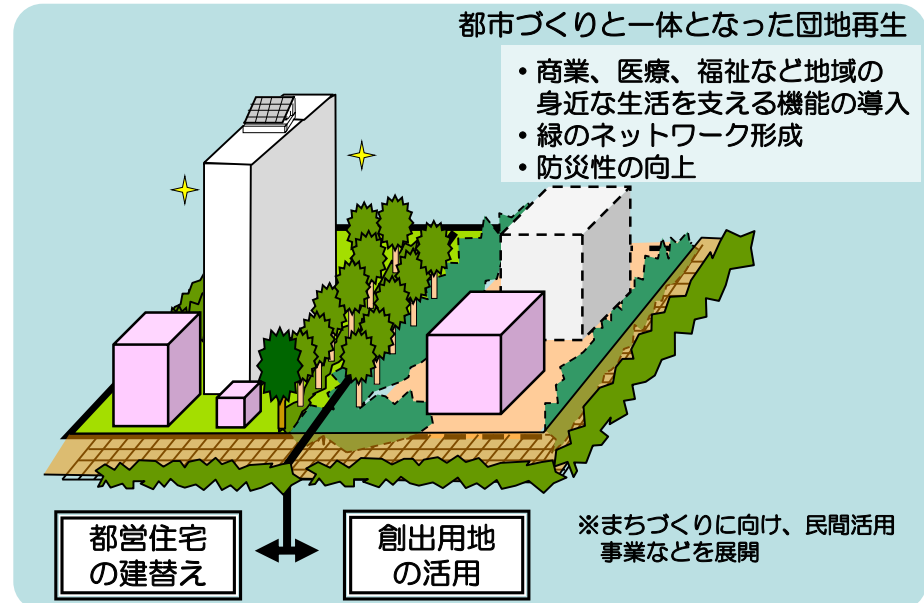 都市づくりと一体となった団地再生
・商業、医療、福祉など地域の
身近な生活を支える機能の導入
・緑のネットワーク形成
・防災性の向上
都営住宅
の建替え
創出用地
の活用
※まちづくりに向け、民間活用
事業などを展開